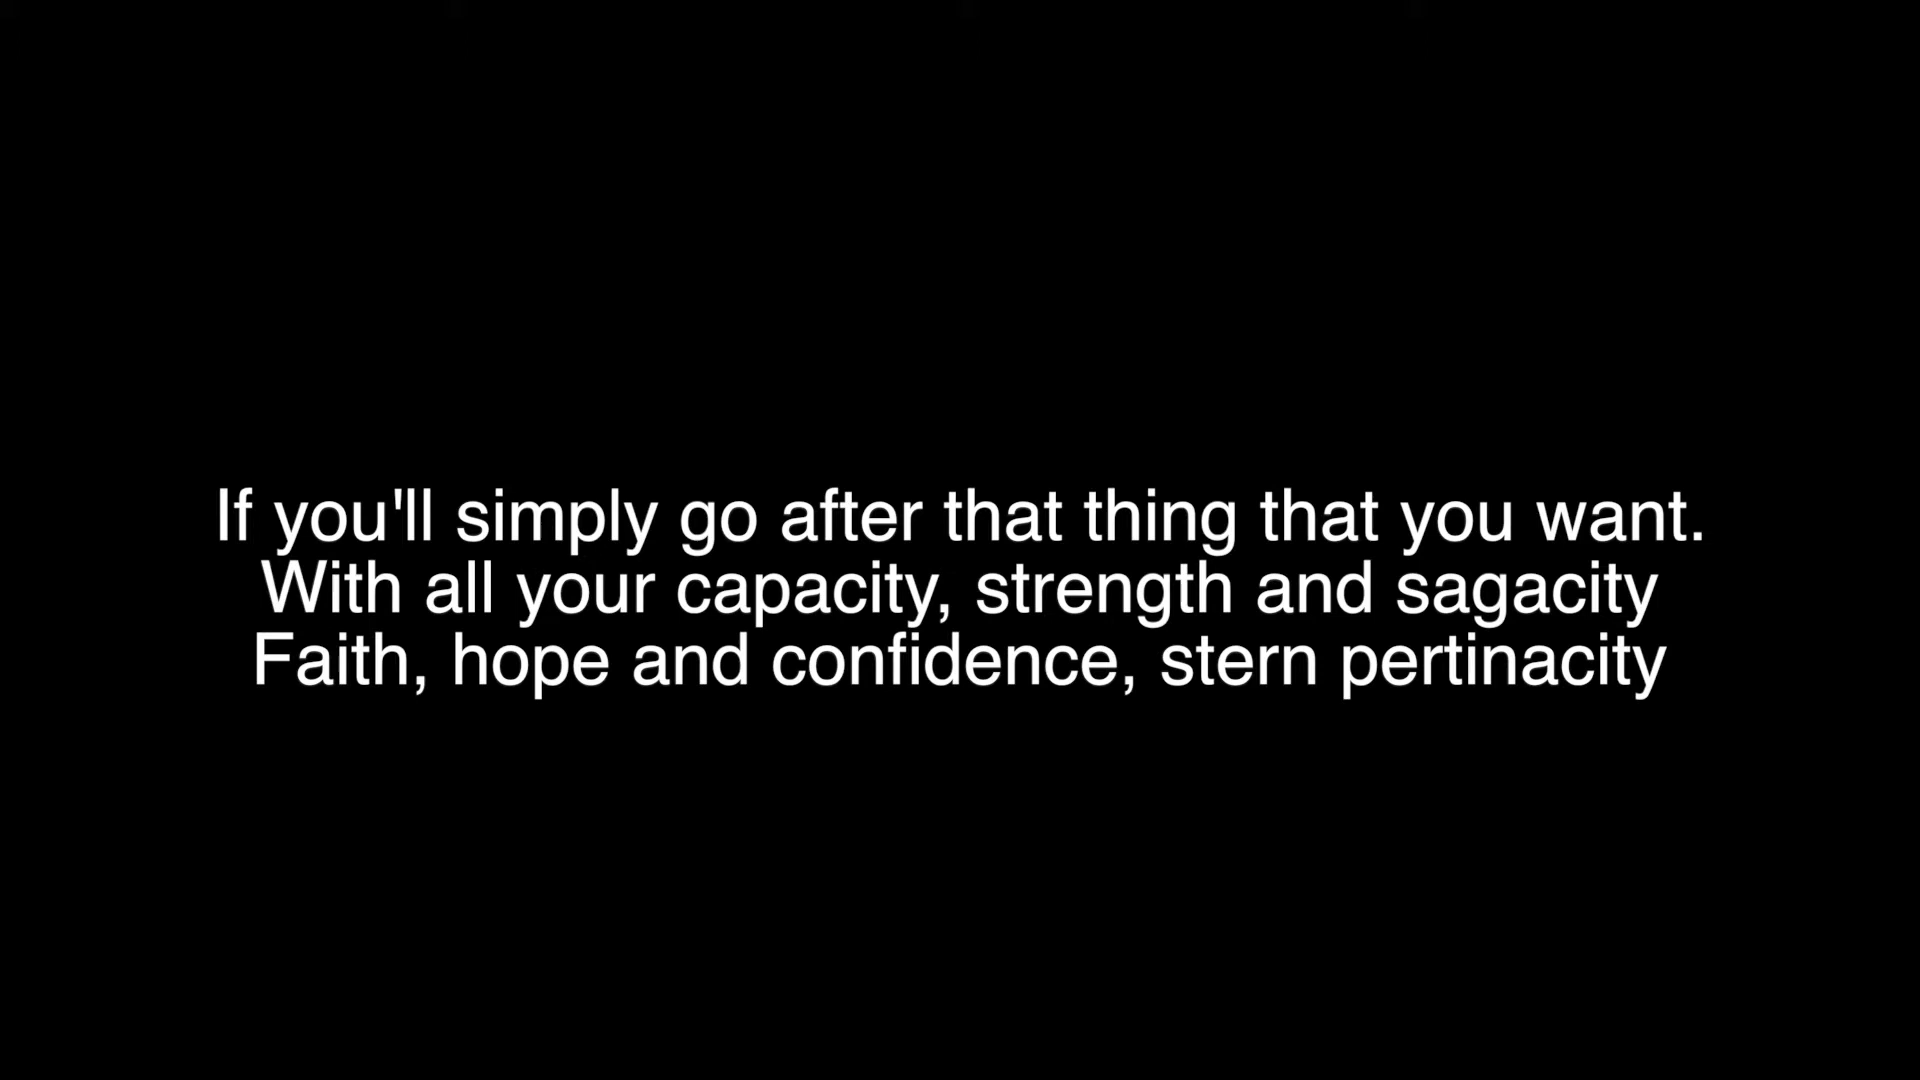 If you'll simply go after that thing that you want.
With all your capacity, strength and sagacity
Faith, hope and confidence, stern pertinacity